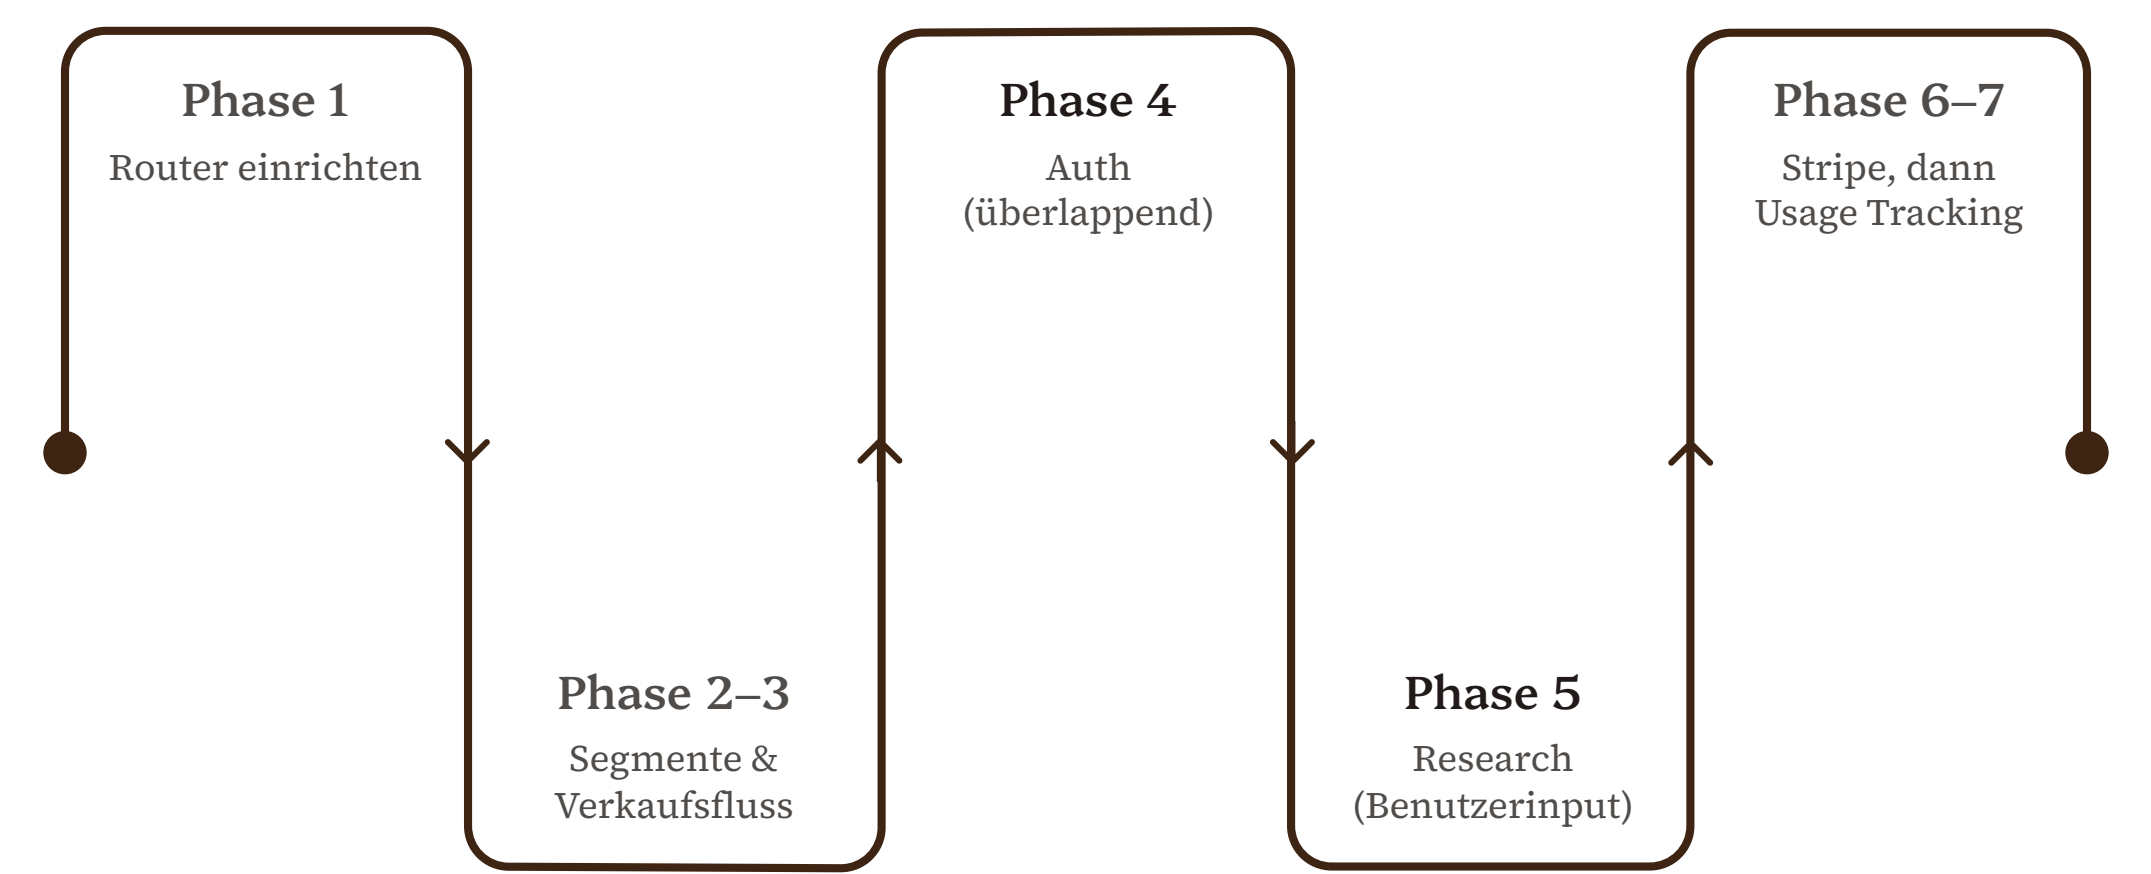 Phase 1
Router einrichten
Phase 2–3
Segmente &
Verkaufsfluss
Phase 4
Auth
(überlappend)
Phase 5
Research
(Benutzerinput)
Phase 6–7
Stripe, dann
Usage Tracking